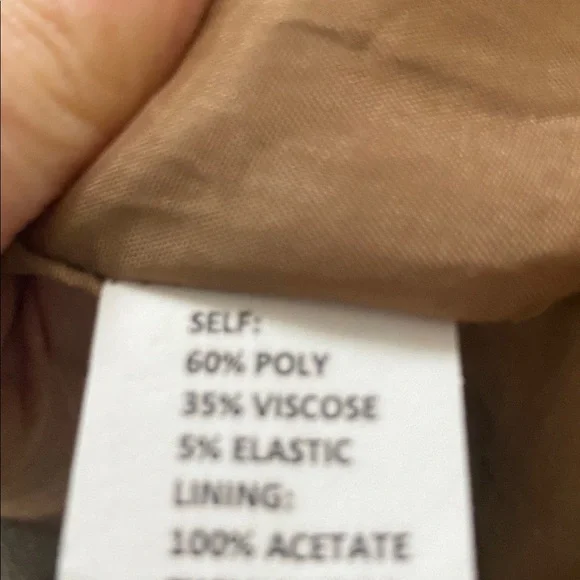 SELF:
60% POLY
35% VISCOSE
5% ELASTIC
LINING:
100% ACETATE